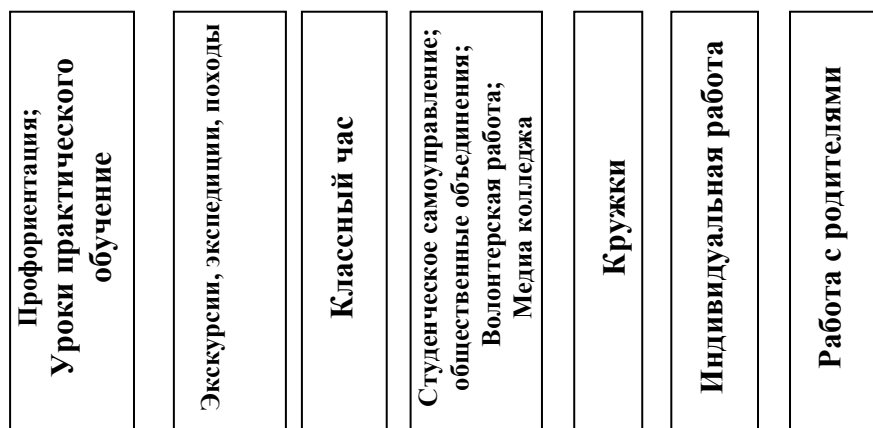 Профориентация;
Уроки практического
обучение
Экскурсии, экспедиции, походы
Классный час
Студенческое самоуправление;
общественные объединения;
Волонтерская работа;
Медиа колледжа
Кружки
Индивидуальная работа
Работа с родителями